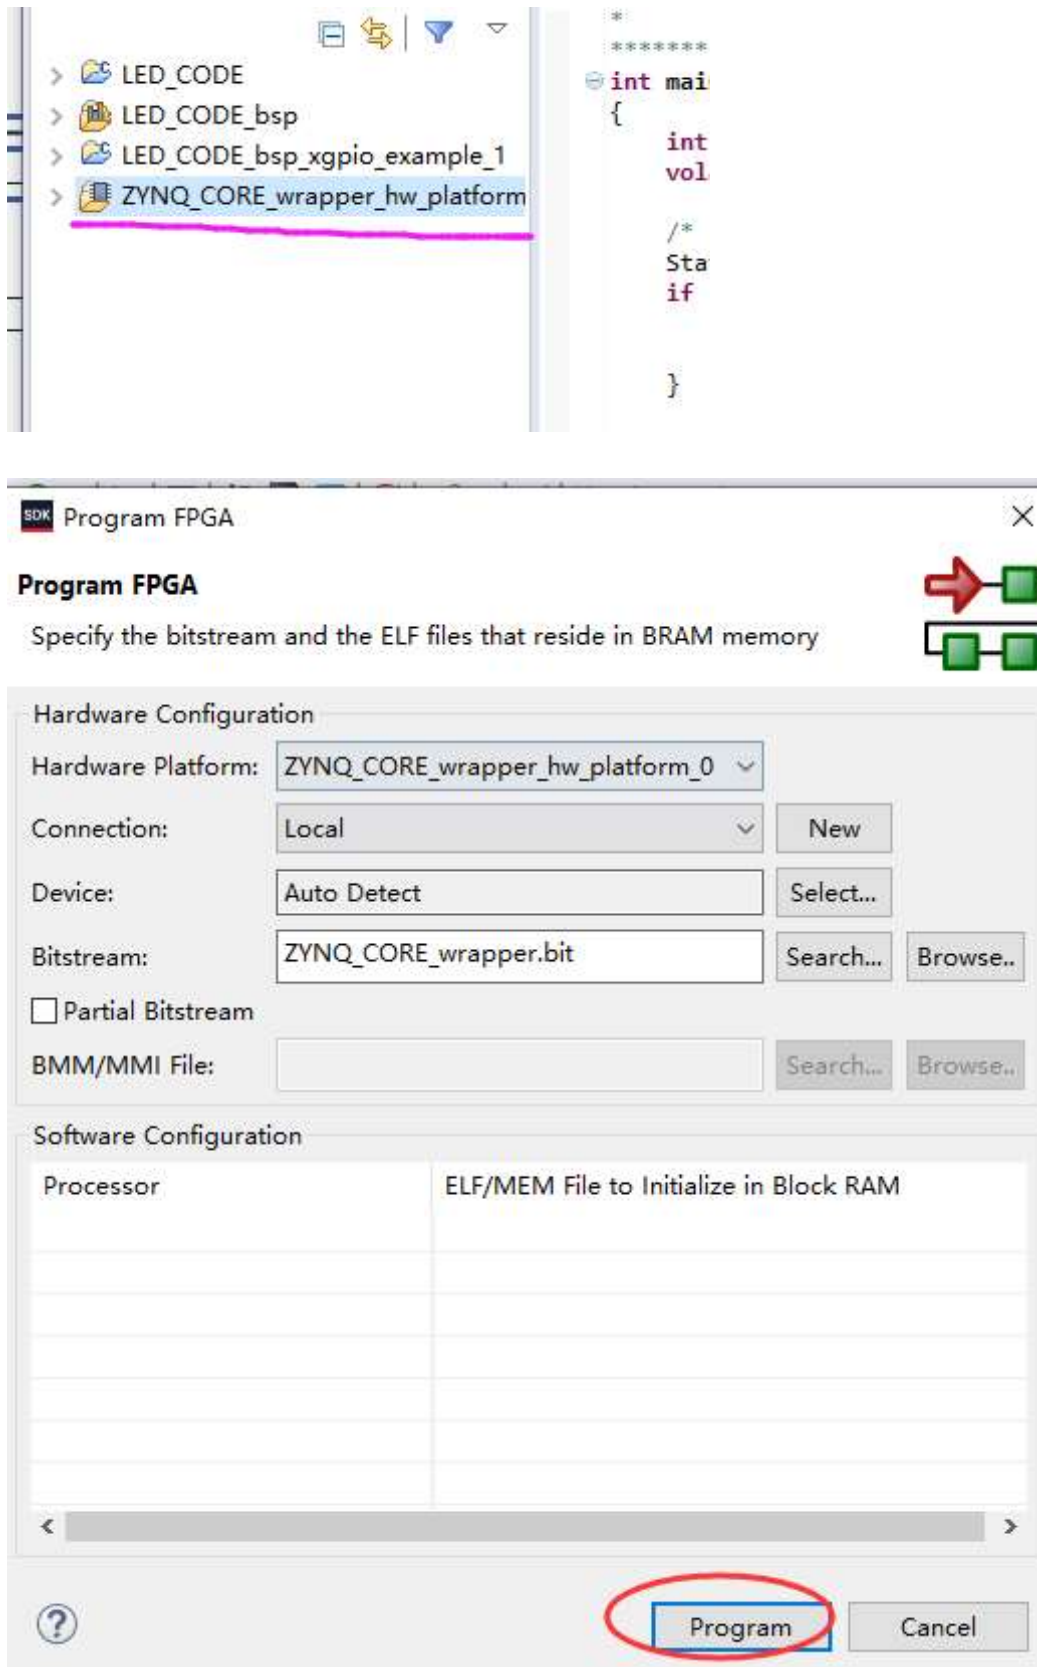 *
*******
LED_CODE
int mai
LED_CODE_bsp
{
LED_CODE_bsp_xgpio_example_1
int
vol
ZYNQ_CORE_wrapper_hw_platform
/*
Sta
if
}
SDK Program FPGA
Program FPGA
Specify the bitstream and the ELF files that reside in BRAM memory
Hardware Configuration
Hardware Platform: ZYNQ_CORE_wrapper_hw_platform_0
Connection: Local New
Device: Auto Detect Select...
Bitstream: ZYNQ_CORE_wrapper.bit Search... Browse..
Partial Bitstream
BMM/MMI File: Search... Browse..
Software Configuration
Processor ELF/MEM File to Initialize in Block RAM
? Program Cancel